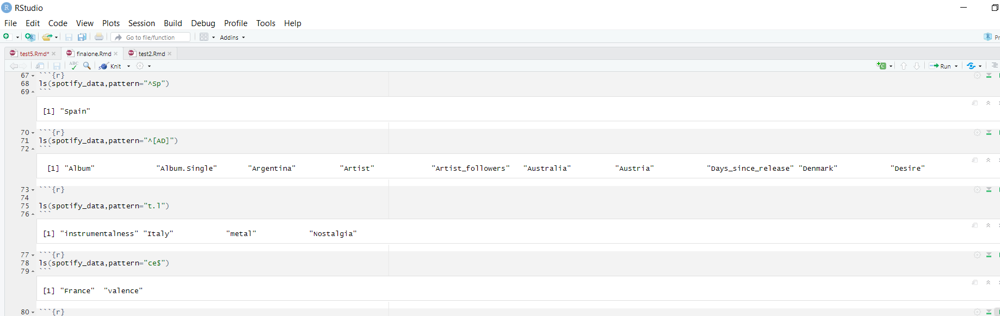 RStudio
File Edit Code View Plots Session Build Debug Profile Tools Help
Go to file/function Addins
test5.Rmd* finalone.Rmd test2.Rmd
ABC Knit Run
67 ```{r}
68 ls(spotify_data,pattern="^Sp")
69 ```
[1] "Spain"
70 ```{r}
71 ls(spotify_data,pattern="^[AD]")
72 ```
[1] "Album" "Album.Single" "Argentina" "Artist" "Artist_followers" "Australia" "Austria" "Days_since_release" "Denmark" "Desire"
73 ```{r}
74
75 ls(spotify_data,pattern="t.l")
76 ```
[1] "instrumentalness" "Italy" "metal" "Nostalgia"
77 ```{r}
78 ls(spotify_data,pattern="ce$")
79 ```
[1] "France" "valence"
80 ```{r}